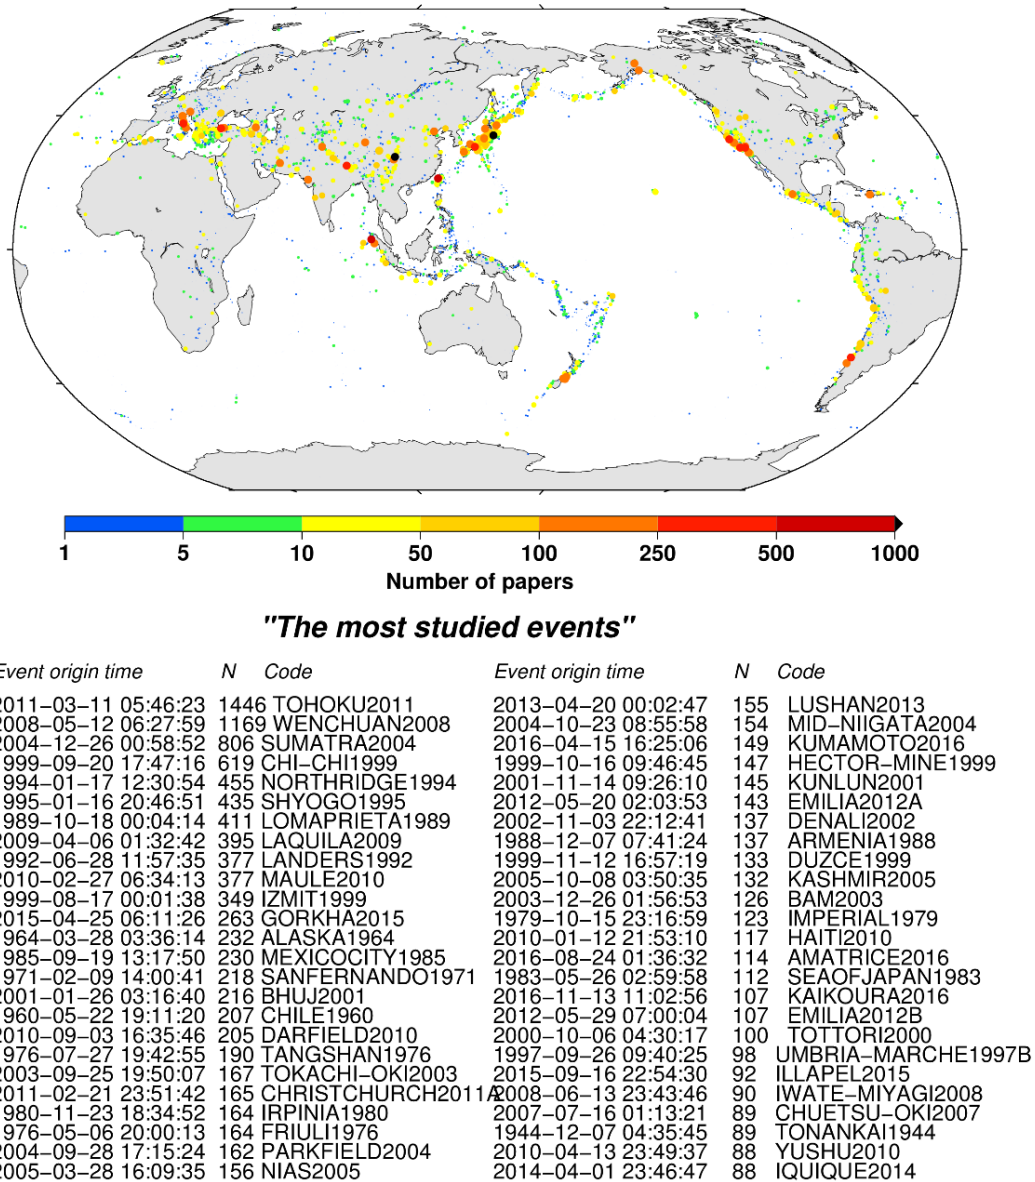 1 5 10 50 100 250 500 1000
Number of papers
"The most studied events"
Event origin time N Code
2011−03−11 05:46:23 1446 TOHOKU2011
2008−05−12 06:27:59 1169 WENCHUAN2008
2004−12−26 00:58:52 806 SUMATRA2004
1999−09−20 17:47:16 619 CHI−CHI1999
1994−01−17 12:30:54 455 NORTHRIDGE1994
1995−01−16 20:46:51 435 SHYOGO1995
1989−10−18 00:04:14 411 LOMAPRIETA1989
2009−04−06 01:32:42 395 LAQUILA2009
1992−06−28 11:57:35 377 LANDERS1992
2010−02−27 06:34:13 377 MAULE2010
1999−08−17 00:01:38 349 IZMIT1999
2015−04−25 06:11:26 263 GORKHA2015
1964−03−28 03:36:14 232 ALASKA1964
1985−09−19 13:17:50 230 MEXICOCITY1985
1971−02−09 14:00:41 218 SANFERNANDO1971
2001−01−26 03:16:40 216 BHUJ2001
1960−05−22 19:11:20 207 CHILE1960
2010−09−03 16:35:46 205 DARFIELD2010
1976−07−27 19:42:55 190 TANGSHAN1976
2003−09−25 19:50:07 167 TOKACHI−OKI2003
2011−02−21 23:51:42 165 CHRISTCHURCH2011A
1980−11−23 18:34:52 164 IRPINIA1980
1976−05−06 20:00:13 164 FRIULI1976
2004−09−28 17:15:24 162 PARKFIELD2004
2005−03−28 16:09:35 156 NIAS2005
Event origin time N Code
2013−04−20 00:02:47 155 LUSHAN2013
2004−10−23 08:55:58 154 MID−NIIGATA2004
2016−04−15 16:25:06 149 KUMAMOTO2016
1999−10−16 09:46:45 147 HECTOR−MINE1999
2001−11−14 09:26:10 145 KUNLUN2001
2012−05−20 02:03:53 143 EMILIA2012A
2002−11−03 22:12:41 137 DENALI2002
1988−12−07 07:41:24 137 ARMENIA1988
1999−11−12 16:57:19 133 DUZCE1999
2005−10−08 03:50:35 132 KASHMIR2005
2003−12−26 01:56:53 126 BAM2003
1979−10−15 23:16:59 123 IMPERIAL1979
2010−01−12 21:53:10 117 HAITI2010
2016−08−24 01:36:32 114 AMATRICE2016
1983−05−26 02:59:58 112 SEAOFJAPAN1983
2016−11−13 11:02:56 107 KAIKOURA2016
2012−05−29 07:00:04 107 EMILIA2012B
2000−10−06 04:30:17 100 TOTTORI2000
1997−09−26 09:40:25 98 UMBRIA−MARCHE1997B
2015−09−16 22:54:30 92 ILLAPEL2015
2008−06−13 23:43:46 90 IWATE−MIYAGI2008
2007−07−16 01:13:21 89 CHUETSU−OKI2007
1944−12−07 04:35:45 89 TONANKAI1944
2010−04−13 23:49:37 88 YUSHU2010
2014−04−01 23:46:47 88 IQUIQUE2014